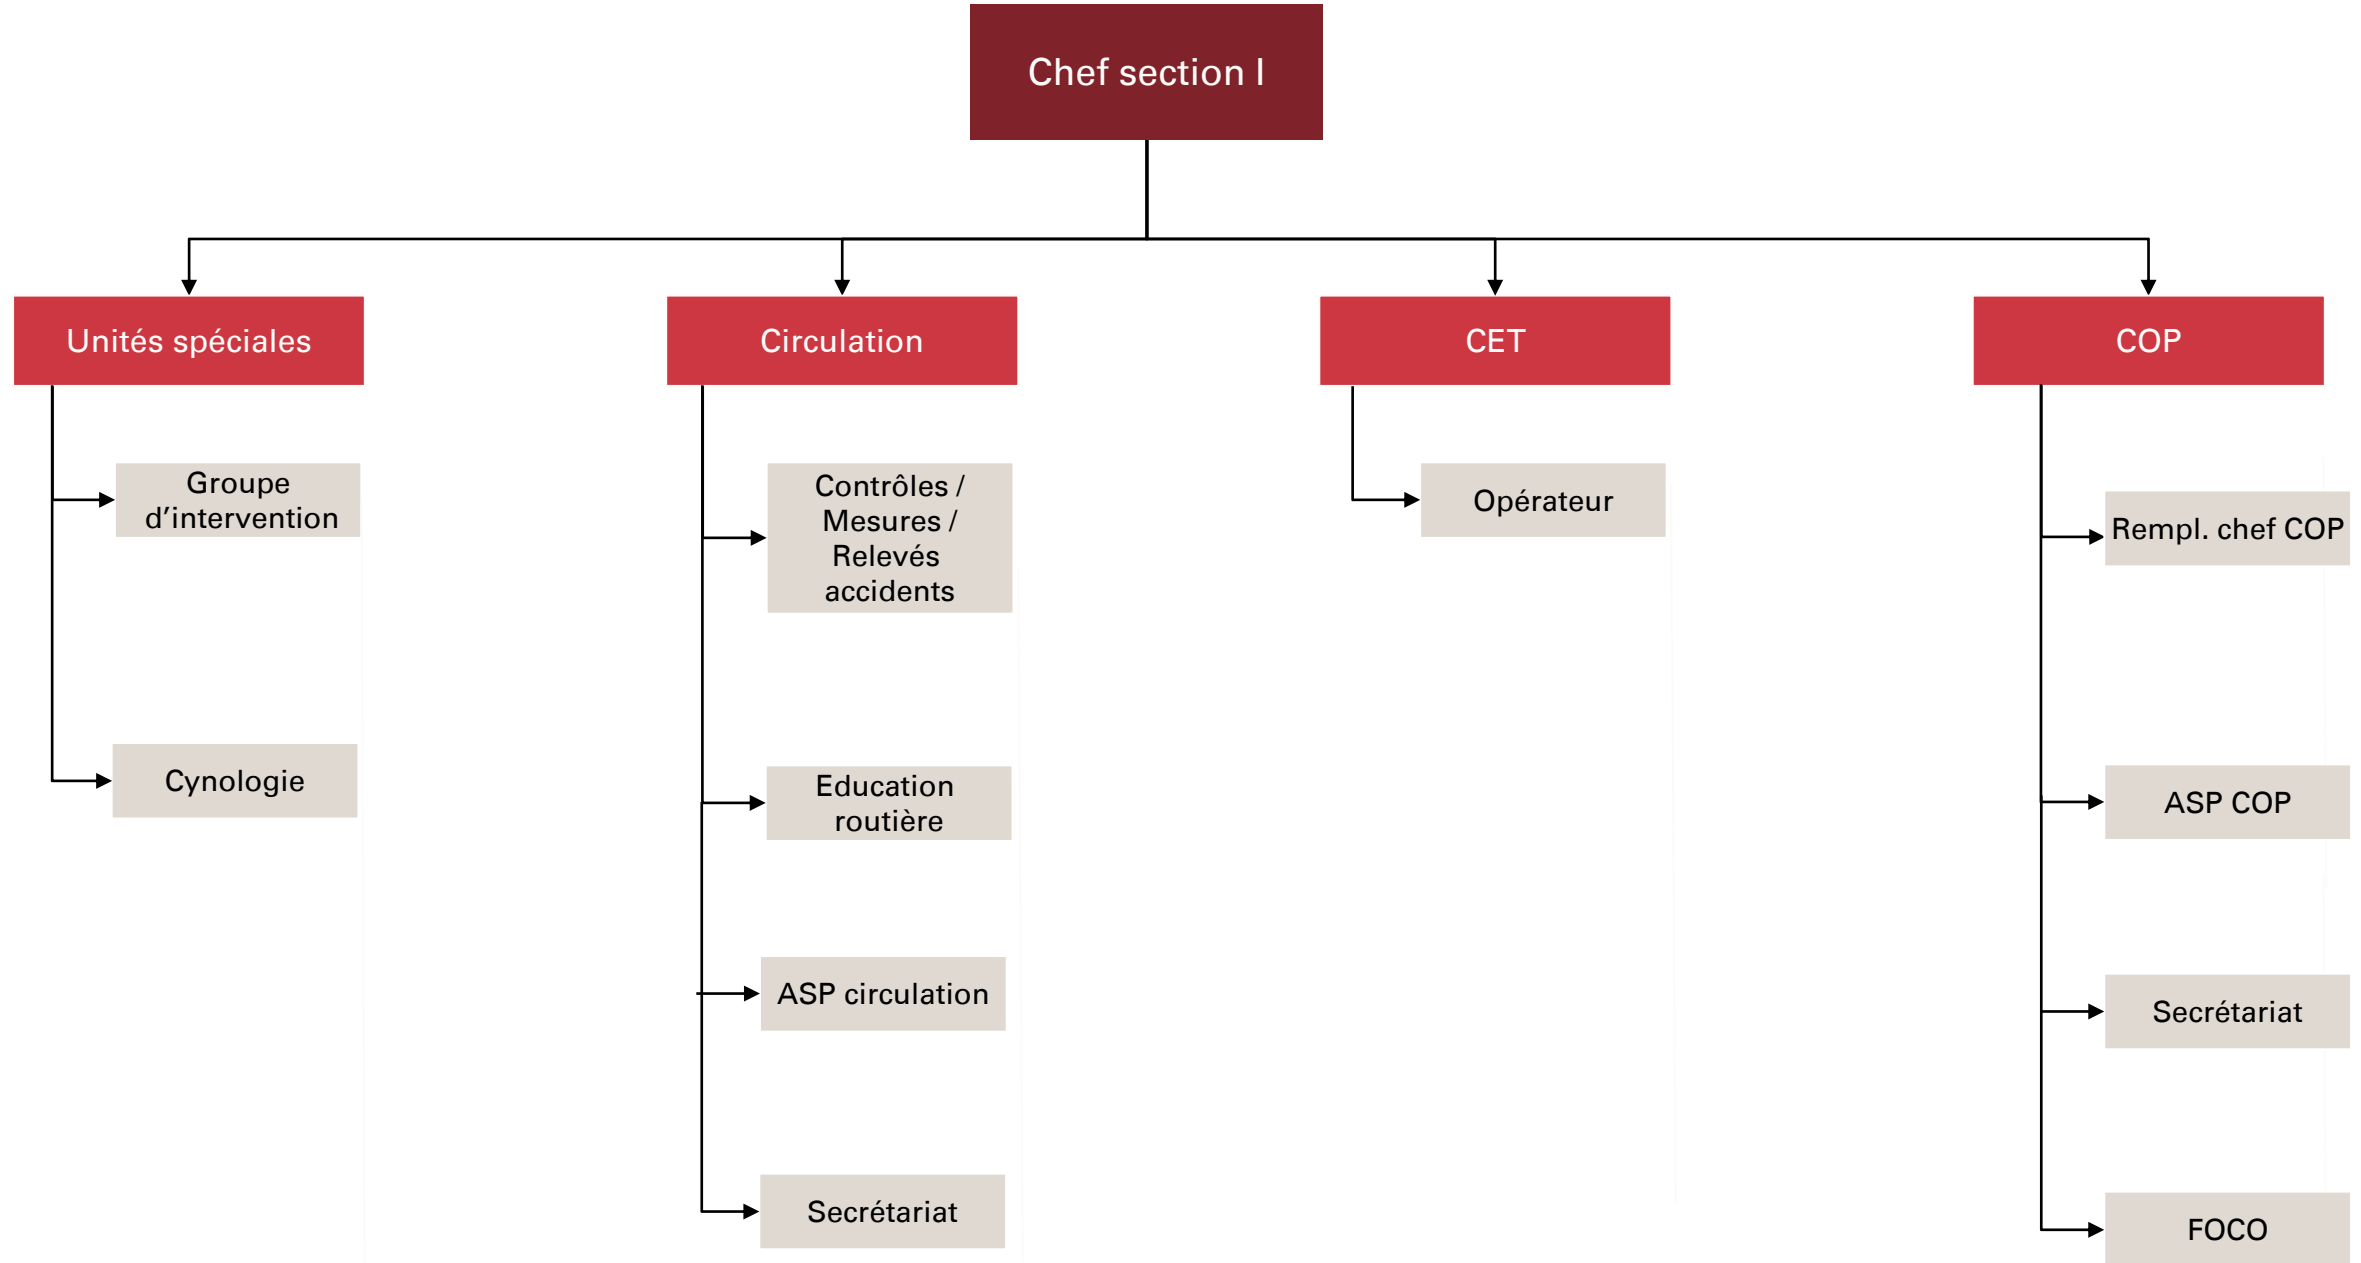 Chef section I
Unités spéciales
Circulation
CET
COP
Groupe
d’intervention
Cynologie
Contrôles /
Mesures /
Relevés
accidents
Education
routière
ASP circulation
Secrétariat
Opérateur
Rempl. chef COP
ASP COP
Secrétariat
FOCO